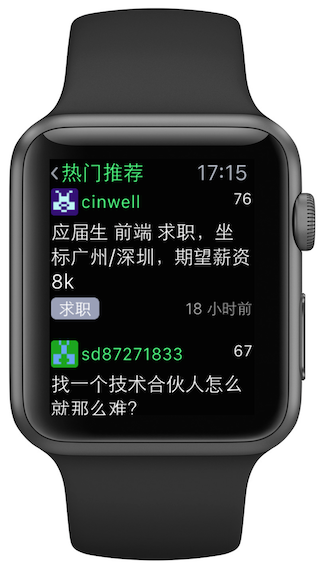 <热门推荐 17:15
cinwell 76
应届生 前端 求职，坐
标广州/深圳，期望薪资
8k
求职 18 小时前
sd87271833 67
找一个技术合伙人怎么
就那么难？